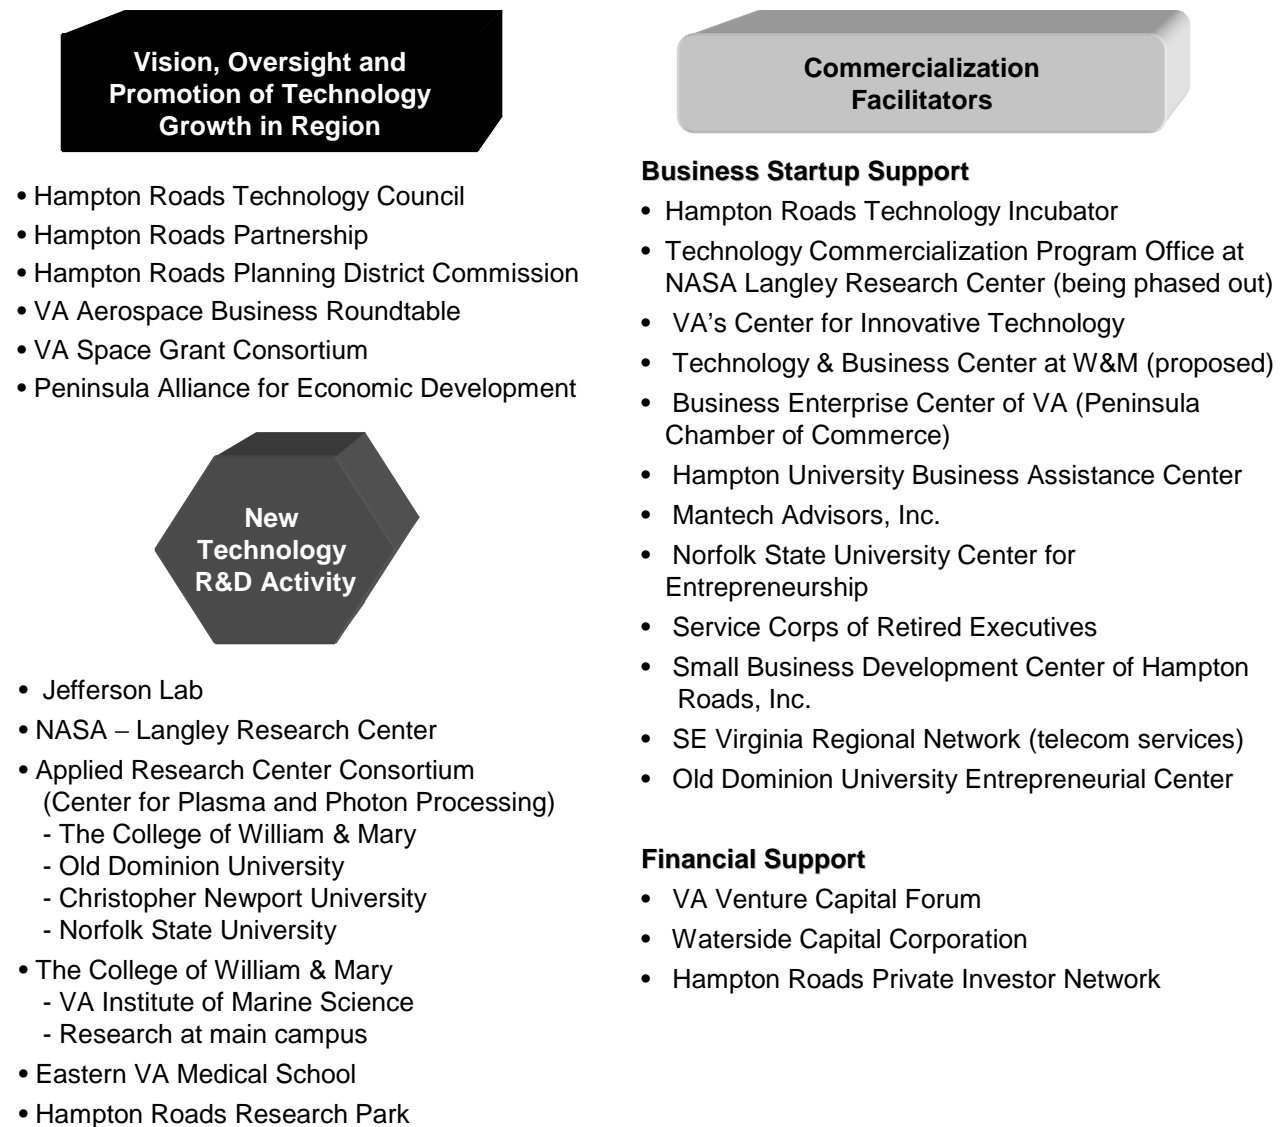 Vision, Oversight and
Promotion of Technology
Growth in Region
• Hampton Roads Technology Council
• Hampton Roads Partnership
• Hampton Roads Planning District Commission
• VA Aerospace Business Roundtable
• VA Space Grant Consortium
• Peninsula Alliance for Economic Development
New
Technology
R&D Activity
• Jefferson Lab
• NASA – Langley Research Center
• Applied Research Center Consortium
(Center for Plasma and Photon Processing)
- The College of William & Mary
- Old Dominion University
- Christopher Newport University
- Norfolk State University
• The College of William & Mary
- VA Institute of Marine Science
- Research at main campus
• Eastern VA Medical School
• Hampton Roads Research Park
Commercialization
Facilitators
Business Startup Support
• Hampton Roads Technology Incubator
• Technology Commercialization Program Office at
NASA Langley Research Center (being phased out)
• VA’s Center for Innovative Technology
• Technology & Business Center at W&M (proposed)
• Business Enterprise Center of VA (Peninsula
Chamber of Commerce)
• Hampton University Business Assistance Center
• Mantech Advisors, Inc.
• Norfolk State University Center for
Entrepreneurship
• Service Corps of Retired Executives
• Small Business Development Center of Hampton
Roads, Inc.
• SE Virginia Regional Network (telecom services)
• Old Dominion University Entrepreneurial Center
Financial Support
• VA Venture Capital Forum
• Waterside Capital Corporation
• Hampton Roads Private Investor Network